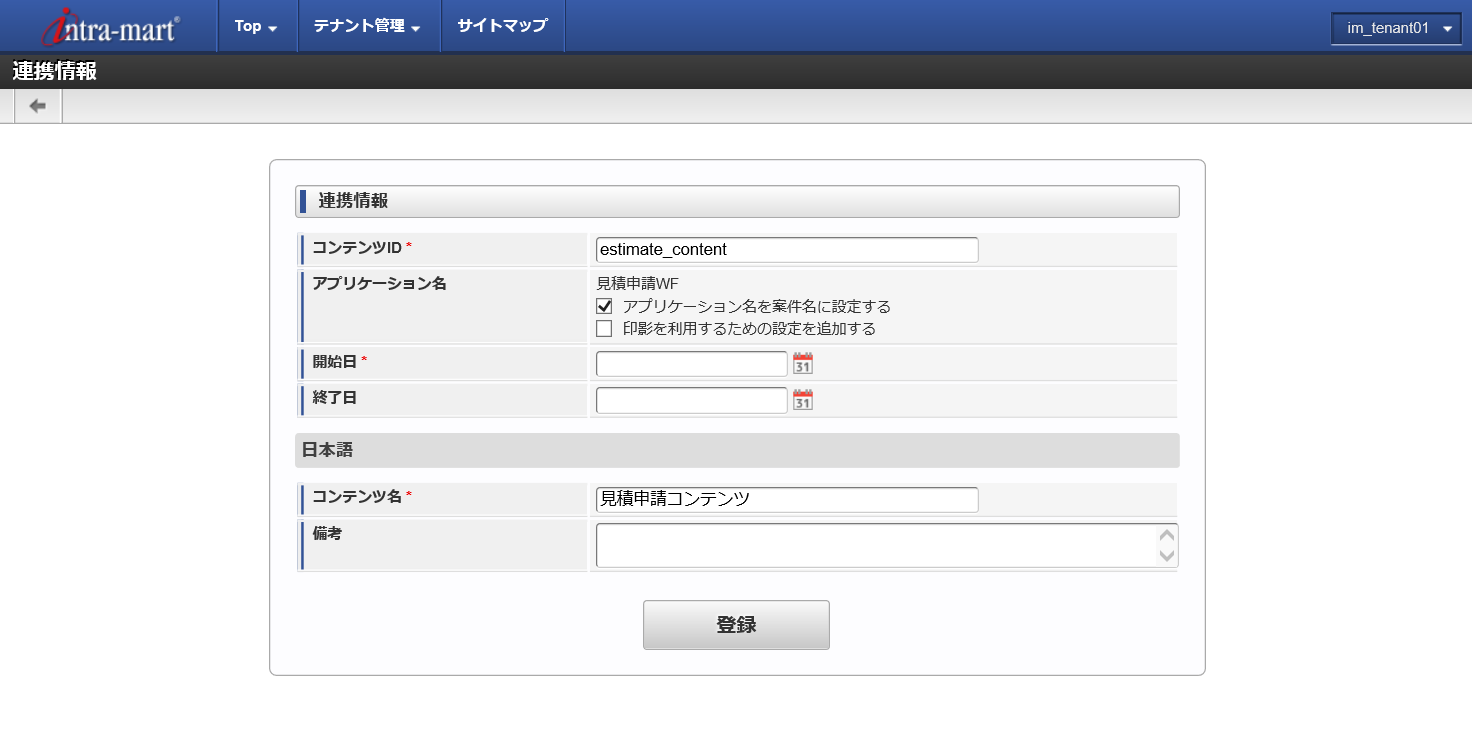 intra-mart Top テナント管理 サイトマップ im_tenant01
連携情報
連携情報
コンテンツID * estimate_content
アプリケーション名 見積申請WF
アプリケーション名を案件名に設定する
印影を利用するための設定を追加する
開始日 * 31
終了日 31
日本語
コンテンツ名 * 見積申請コンテンツ
備考
登録